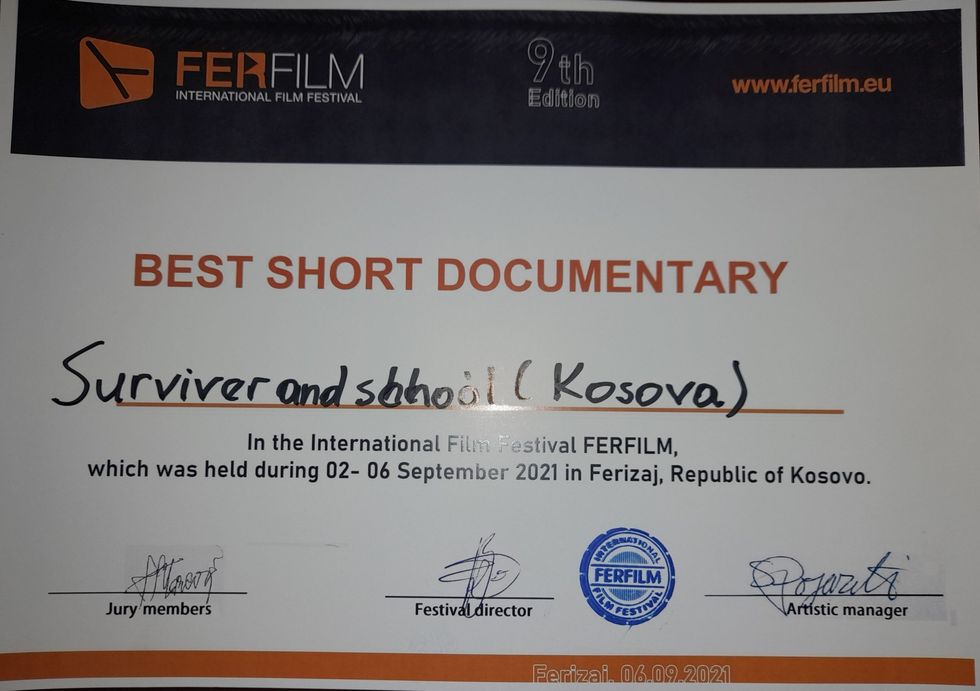 FERFILM
INTERNATIONAL FILM FESTIVAL
9th
Edition
www.ferfilm.eu
BEST SHORT DOCUMENTARY
Surviver and sbhool (Kosova)
In the International Film Festival FERFILM,
which was held during 02- 06 September 2021 in Ferizaj, Republic of Kosovo.
INTERNATIONAL
FERFILM
FILM FESTIVAL
Jury members
Festival director
Artistic manager
Ferizaj, 06.09.2021